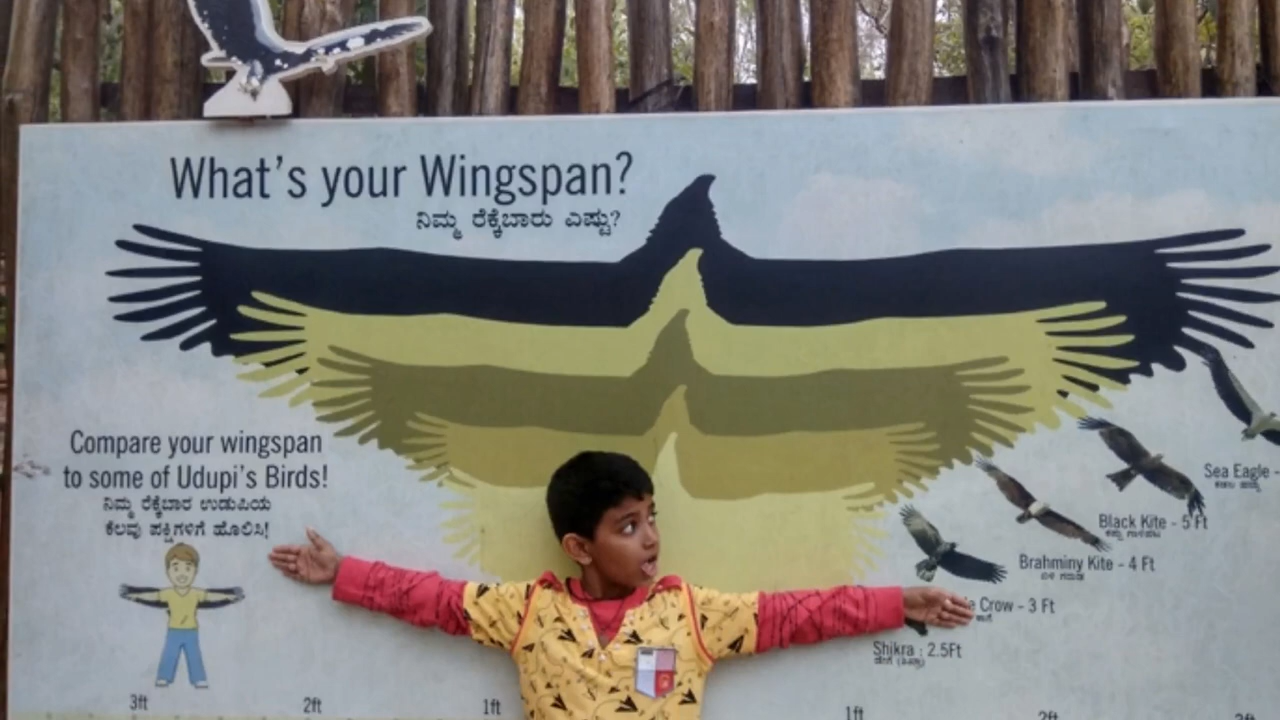 What's your Wingspan?
ನಿಮ್ಮ ರೆಕ್ಕೆಬಾರು ಎಷ್ಟು?
Compare your wingspan
to some of Udupi's Birds!
ನಿಮ್ಮ ರೆಕ್ಕೆಬಾರ ಉಡುಪಿಯ
ಕೆಲವು ಪಕ್ಷಿಗಳಿಗೆ ಹೋಲಿಸಿ!
Sea Eagle -
Black Kite - 5 Ft
Brahminy Kite - 4 Ft
Crow - 3 Ft
Shikra : 2.5Ft
3ft 2ft 1ft 1ft 2ft 3ft